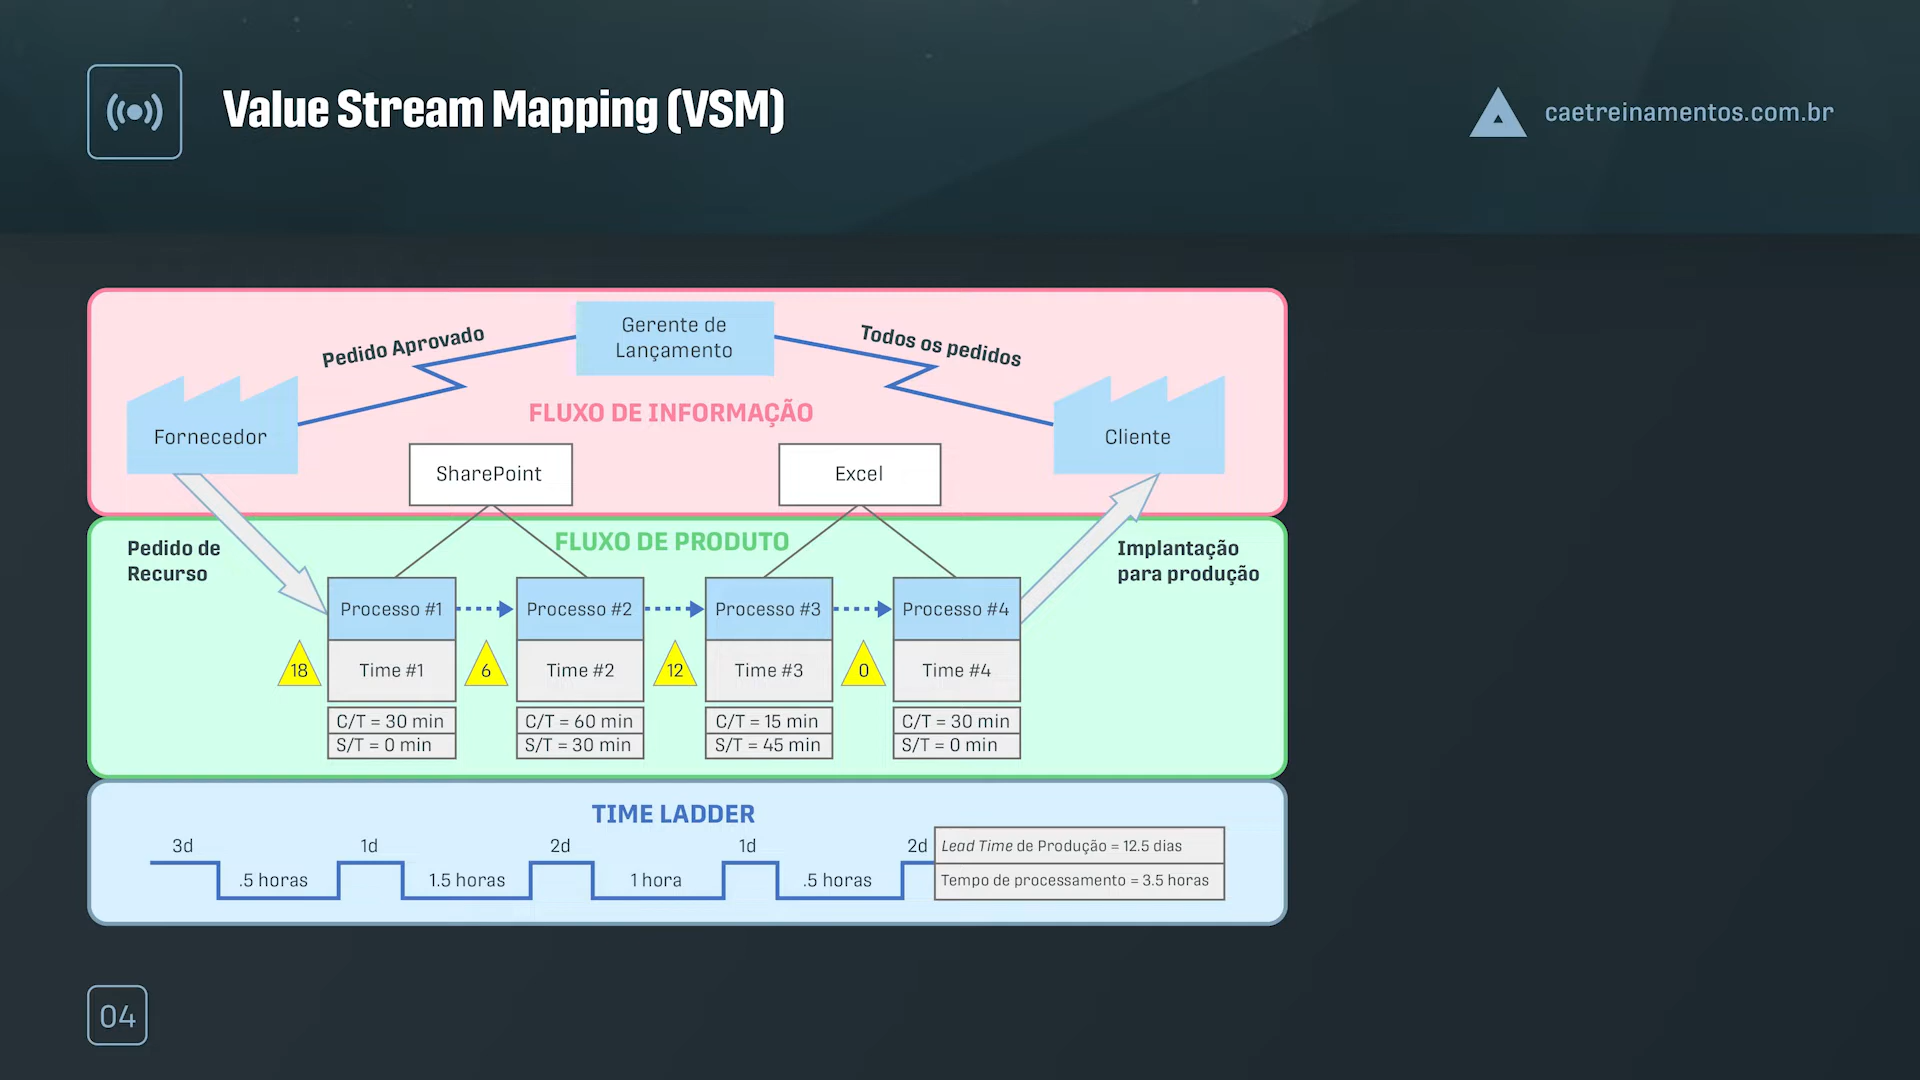 Value Stream Mapping (VSM)
caetreinamentos.com.br
Gerente de
Lançamento
Pedido Aprovado
Todos os pedidos
FLUXO DE INFORMAÇÃO
Fornecedor
Cliente
SharePoint
Excel
FLUXO DE PRODUTO
Pedido de
Recurso
Implantação
para produção
Processo #1
Processo #2
Processo #3
Processo #4
18
Time #1
6
Time #2
12
Time #3
0
Time #4
C/T = 30 min
S/T = 0 min
C/T = 60 min
S/T = 30 min
C/T = 15 min
S/T = 45 min
C/T = 30 min
S/T = 0 min
TIME LADDER
3d
1d
2d
1d
2d
.5 horas
1.5 horas
1 hora
.5 horas
Lead Time de Produção = 12.5 dias
Tempo de processamento = 3.5 horas
04